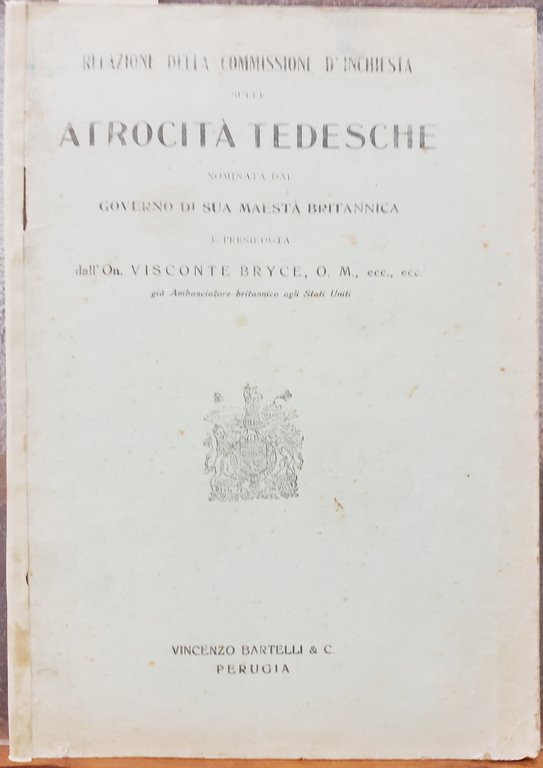 RELAZIONE DELLA COMMISSIONE D'INCHIESTA
SULLE
ATROCITÀ TEDESCHE
NOMINATA DAL
GOVERNO DI SUA MAESTÀ BRITANNICA
E PRESIEDUTA
dall'On. VISCONTE BRYCE, O. M., ecc., ecc.
già Ambasciatore britannico agli Stati Uniti
VINCENZO BARTELLI & C.
PERUGIA